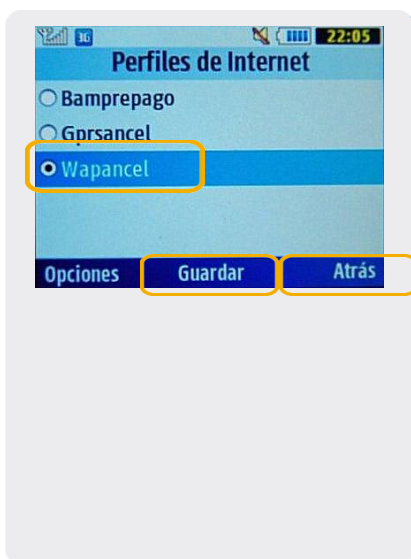 3G 22:05
Perfiles de Internet
Bamprepago
Gprsancel
Wapancel
Opciones Guardar Atrás